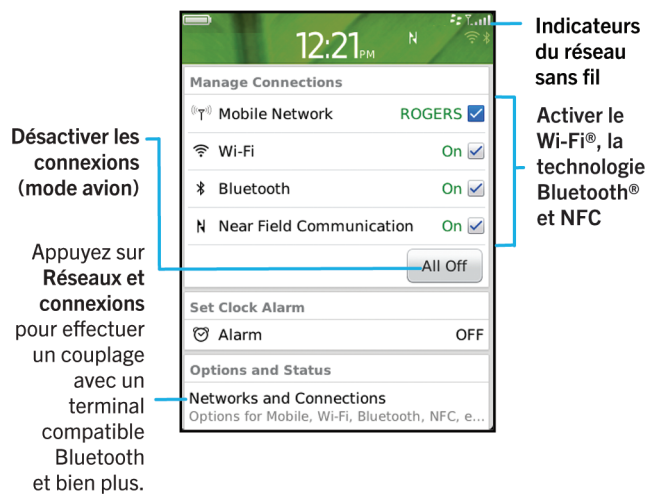 Indicateurs
du réseau
sans fil
12:21PM
Manage Connections
Mobile Network ROGERS
Wi-Fi On
Bluetooth On
Near Field Communication On
All Off
Set Clock Alarm
Alarm OFF
Options and Status
Networks and Connections
Options for Mobile, Wi-Fi, Bluetooth, NFC, e...
Activer le
Wi-Fi®, la
technologie
Bluetooth®
et NFC
Désactiver les
connexions
(mode avion)
Appuyez sur
Réseaux et
connexions
pour effectuer
un couplage
avec un
terminal
compatible
Bluetooth
et bien plus.